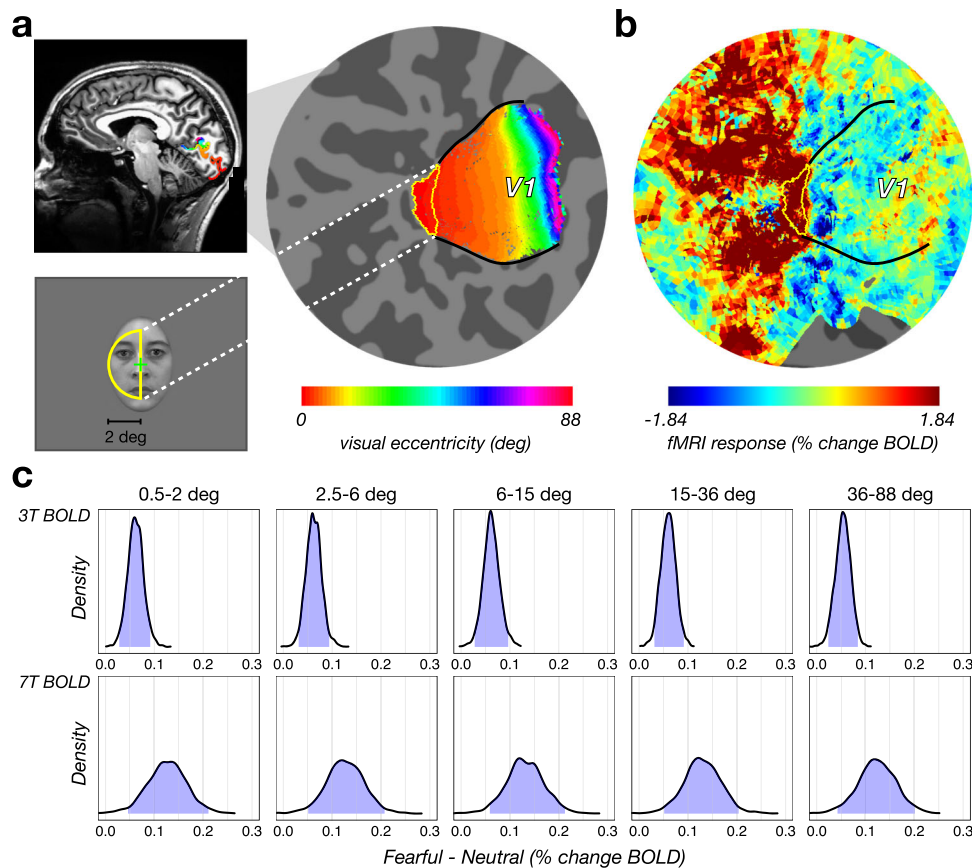 a
b
V1
V1
2 deg
0
88
visual eccentricity (deg)
-1.84
1.84
fMRI response (% change BOLD)
c
0.5-2 deg
2.5-6 deg
6-15 deg
15-36 deg
36-88 deg
3T BOLD
Density
0.0 0.1 0.2 0.3
0.0 0.1 0.2 0.3
0.0 0.1 0.2 0.3
0.0 0.1 0.2 0.3
0.0 0.1 0.2 0.3
7T BOLD
Density
0.0 0.1 0.2 0.3
0.0 0.1 0.2 0.3
0.0 0.1 0.2 0.3
0.0 0.1 0.2 0.3
0.0 0.1 0.2 0.3
Fearful - Neutral (% change BOLD)